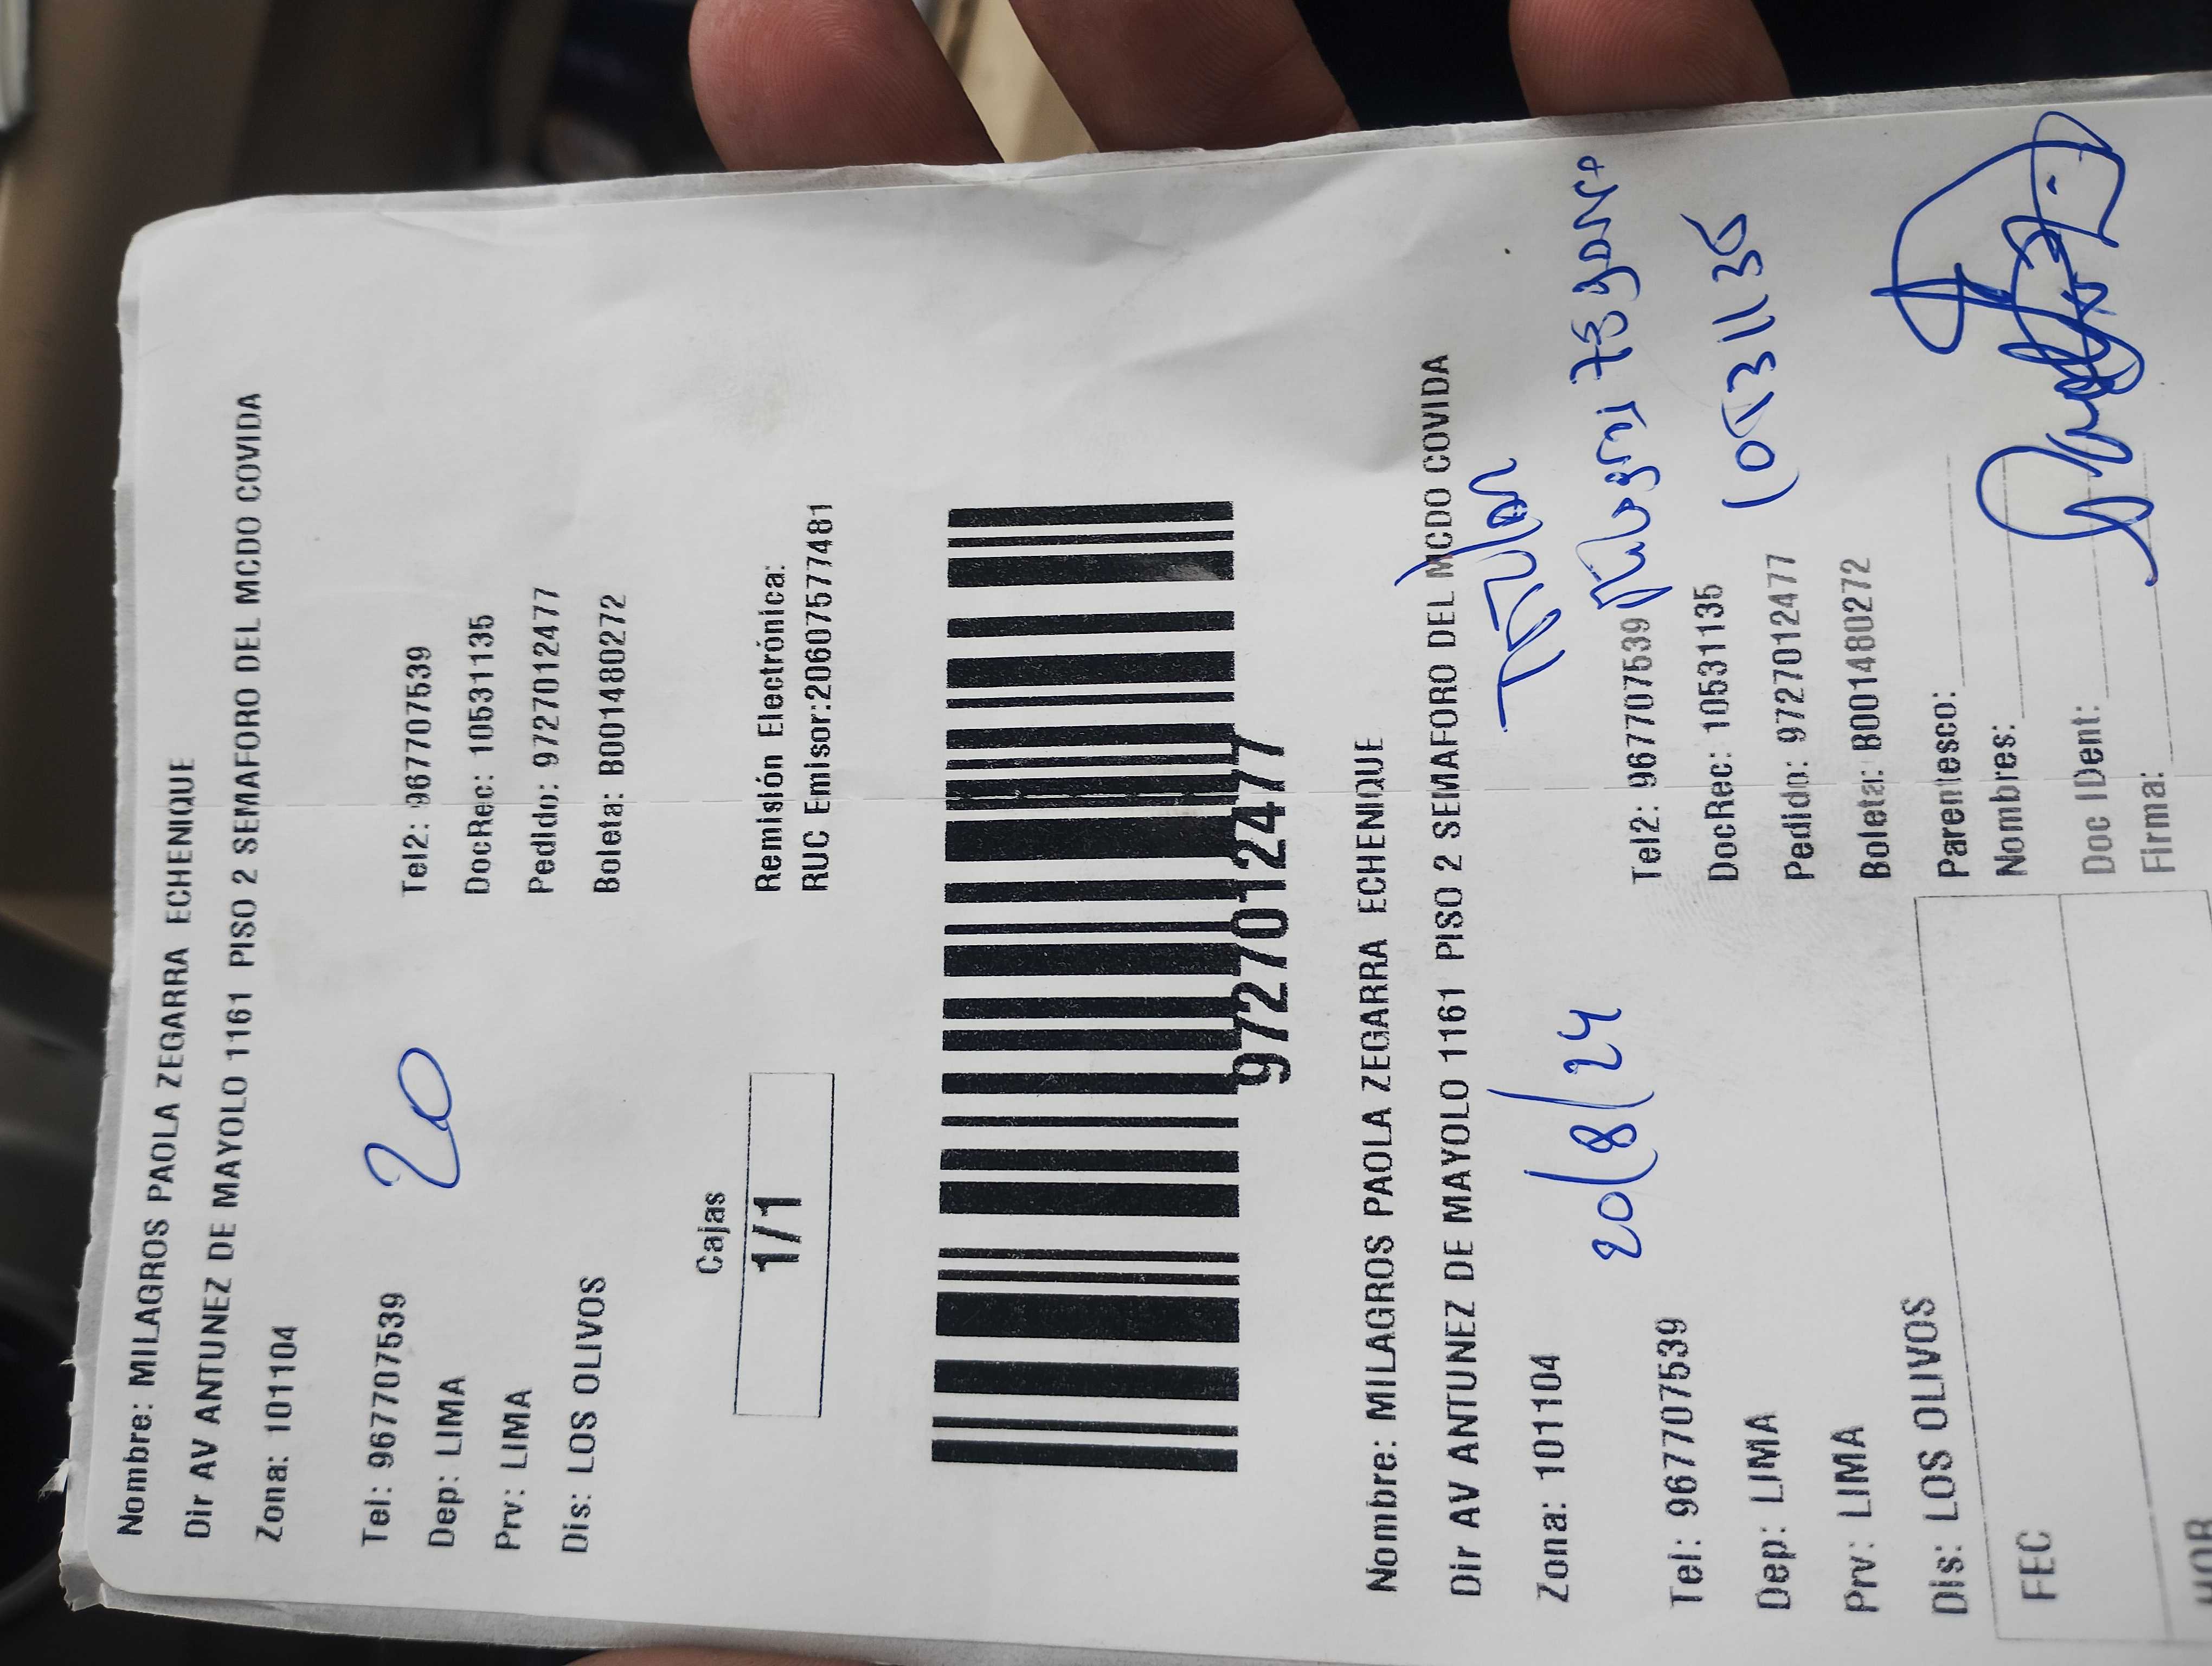 Nombre: MILAGROS PAOLA ZEGARRA ECHENIQUE
Dir AV ANTUNEZ DE MAYOLO 1161 PISO 2 SEMAFORO DEL MCDO COVIDA
Zona: 101104
20
Tel: 967707539 Tel2: 967707539
Dep: LIMA DocRec: 10531135
Prv: LIMA Pedido: 9727012477
Dis: LOS OLIVOS Boleta: B001480272
Cajas
1/1
Remisión Electrónica:
RUC Emisor:20607577481
9727012477
Nombre: MILAGROS PAOLA ZEGARRA ECHENIQUE
Dir AV ANTUNEZ DE MAYOLO 1161 PISO 2 SEMAFORO DEL MCDO COVIDA
Zona: 101104
20/8/24
Tel: 967707539 Tel2: 967707539
Dep: LIMA DocRec: 10531135
10531135
Prv: LIMA Pedido: 9727012477
Dis: LOS OLIVOS Boleta: B001480272
Parentesco:
FEC Nombres:
Doc IDent:
HOR Firma: